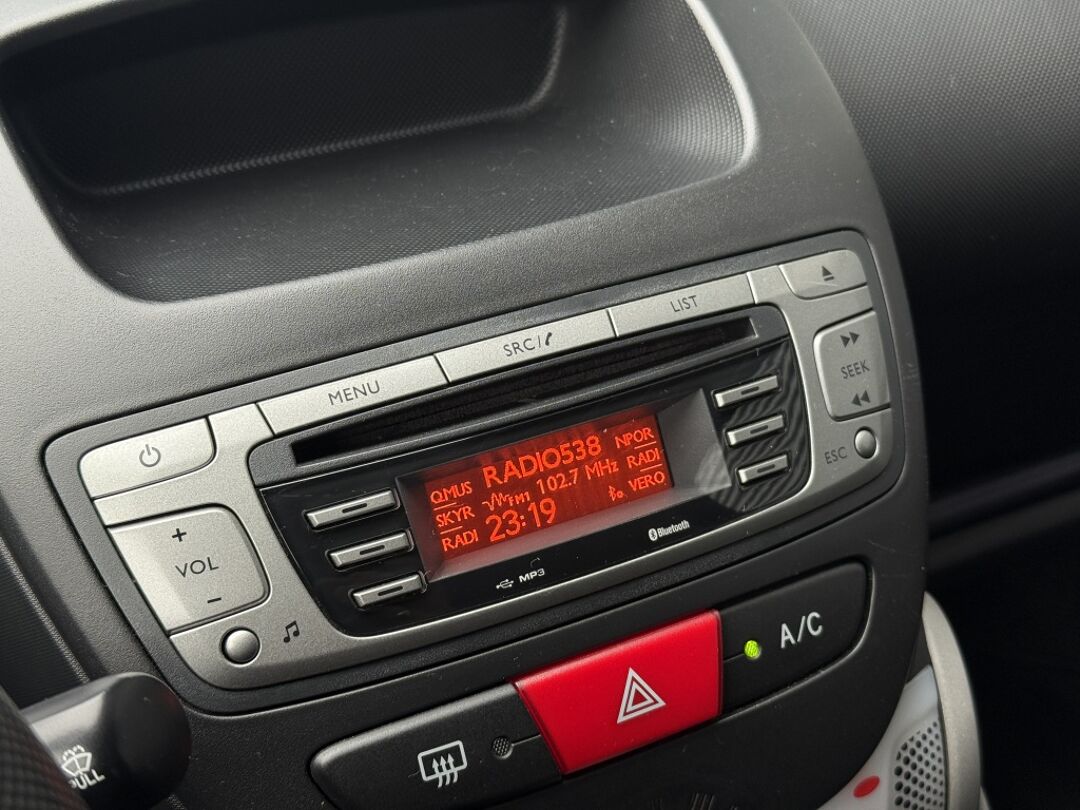 LIST
SRC/
MENU
SEEK
ESC
VOL
QMUS RADIO538 NPOR
SKYR FM1 102.7 MHz RADI
RADI 23:19 VERO
Bluetooth
MP3
A/C
PULL